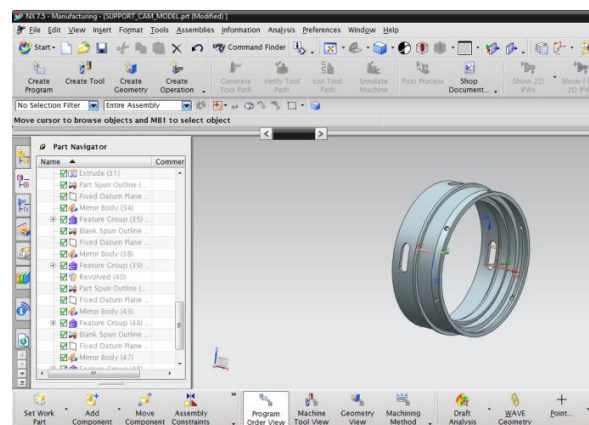 NX 7.5 - Manufacturing - [SUPPORT_CAM_MODEL.prt (Modified) ]
File Edit View Insert Format Tools Assemblies Information Analysis Preferences Window Help
Start Command Finder
Create Program Create Tool Create Geometry Create Operation Generate Tool Path Verify Tool Path List Tool Path Simulate Machine Post Process Shop Document... Show 2D IPWs
No Selection Filter Entire Assembly
Move cursor to browse objects and MB1 to select object
Part Navigator
Name Commer
Extrude (31)
Part Spun Outline (...
Fixed Datum Plane ...
Mirror Body (34)
Feature Group (35) ...
Blank Spun Outline ...
Fixed Datum Plane ...
Mirror Body (38)
Feature Group (39) ...
Revolved (40)
Part Spun Outline (...
Fixed Datum Plane ...
Mirror Body (43)
Feature Group (44) ...
Blank Spun Outline ...
Fixed Datum Plane ...
Mirror Body (47)
Set Work Part Add Component Move Component Assembly Constraints Program Order View Machine Tool View Geometry View Machining Method Draft Analysis WAVE Geometry Point...